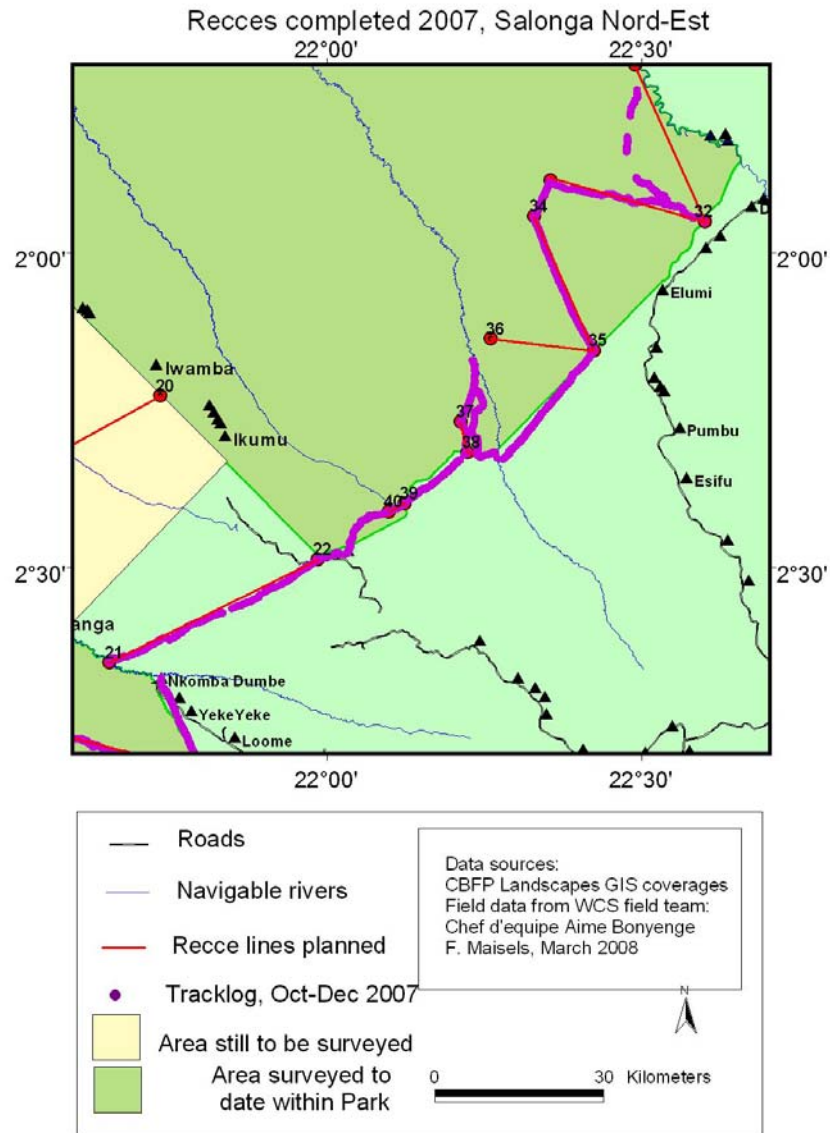 Recces completed 2007, Salonga Nord-Est
22°00' 22°30'
32
34
2°00' 2°00'
Elumi
36
35
Iwamba
20
37
Ikumu
Pumbu
38
Esifu
39
40
22
2°30' 2°30'
anga
21
Nkomba Dumbe
YekeYeke
Loome
22°00' 22°30'
Roads
Navigable rivers
Recce lines planned
Tracklog, Oct-Dec 2007
Area still to be surveyed
Area surveyed to
date within Park
Data sources:
CBFP Landscapes GIS coverages
Field data from WCS field team:
Chef d'equipe Aime Bonyenge
F. Maisels, March 2008
N
0 30 Kilometers